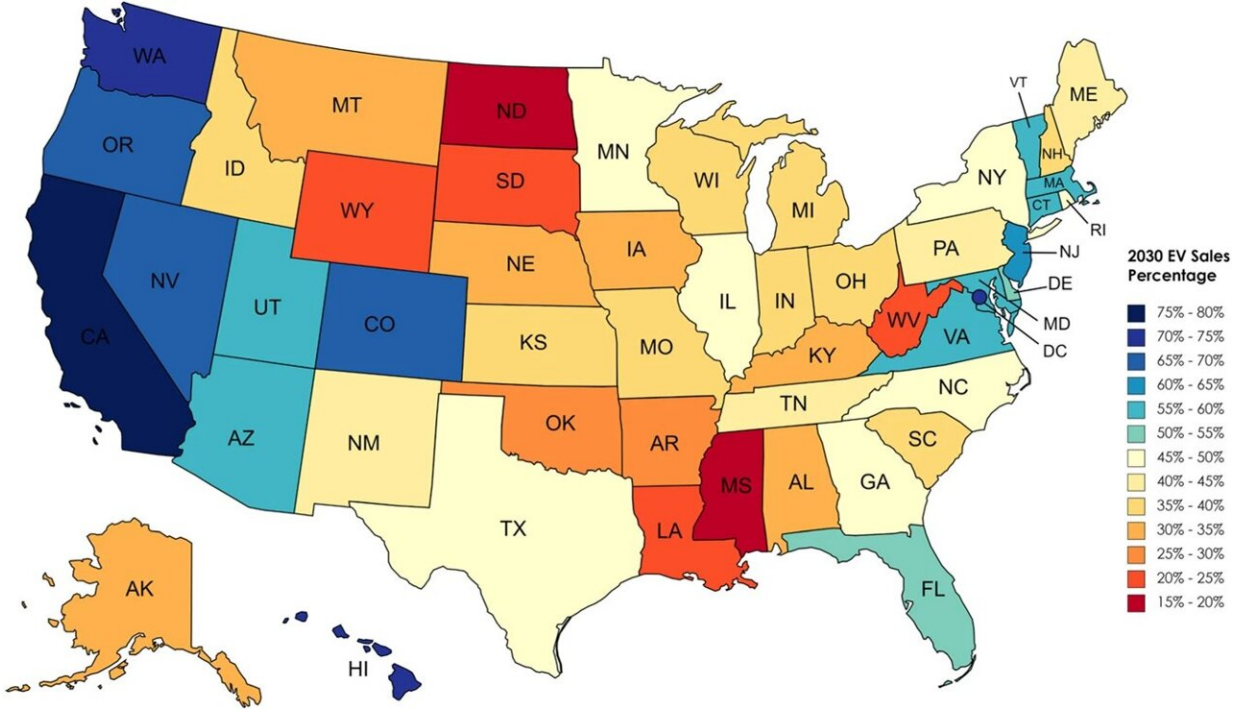 WA
MT
ND
MN
VT
ME
OR
ID
SD
WI
NH
NY
MA
WY
MI
CT
RI
IA
PA
NJ
NE
NV
UT
OH
IL
IN
DE
CO
WV
MD
CA
KS
MO
VA
DC
KY
NC
TN
AZ
NM
OK
AR
SC
MS
AL
GA
TX
LA
AK
FL
HI
2030 EV Sales
Percentage
75% - 80%
70% - 75%
65% - 70%
60% - 65%
55% - 60%
50% - 55%
45% - 50%
40% - 45%
35% - 40%
30% - 35%
25% - 30%
20% - 25%
15% - 20%